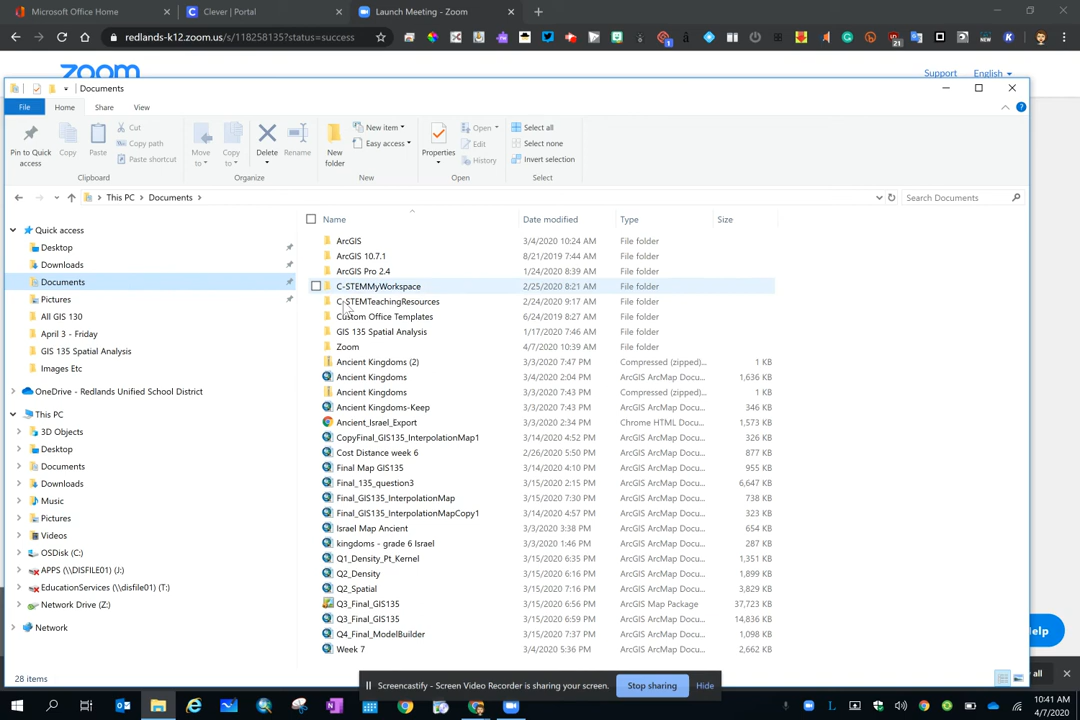 Microsoft Office Home
Clever | Portal
Launch Meeting - Zoom
redlands-k12.zoom.us/s/118258135?status=success
1
21
NEW
zoom
Support English
Documents
File Home Share View
Pin to Quick access
Copy
Paste
Cut
Copy path
Paste shortcut
Clipboard
Move to
Copy to
Delete
Rename
Organize
New folder
New item
Easy access
New
Properties
Open
Edit
History
Open
Select all
Select none
Invert selection
Select
This PC > Documents >
Search Documents
Name Date modified Type Size
Quick access
Desktop
Downloads
Documents
Pictures
All GIS 130
April 3 - Friday
GIS 135 Spatial Analysis
Images Etc
OneDrive - Redlands Unified School District
This PC
3D Objects
Desktop
Documents
Downloads
Music
Pictures
Videos
OSDisk (C:)
APPS (\\DISFILE01) (J:)
EducationServices (\\disfile01) (T:)
Network Drive (Z:)
Network
ArcGIS 3/4/2020 10:24 AM File folder
ArcGIS 10.7.1 8/21/2019 7:44 AM File folder
ArcGIS Pro 2.4 1/24/2020 8:39 AM File folder
C-STEMMyWorkspace 2/25/2020 8:21 AM File folder
C-STEMTeachingResources 2/24/2020 9:17 AM File folder
Custom Office Templates 6/24/2019 8:27 AM File folder
GIS 135 Spatial Analysis 1/17/2020 7:46 AM File folder
Zoom 4/7/2020 10:39 AM File folder
Ancient Kingdoms (2) 3/3/2020 7:47 PM Compressed (zipped)... 1 KB
Ancient Kingdoms 3/4/2020 2:04 PM ArcGIS ArcMap Docu... 1,636 KB
Ancient Kingdoms 3/3/2020 7:43 PM Compressed (zipped)... 1 KB
Ancient Kingdoms-Keep 3/3/2020 7:43 PM ArcGIS ArcMap Docu... 346 KB
Ancient_Israel_Export 3/3/2020 2:34 PM Chrome HTML Docu... 1,573 KB
CopyFinal_GIS135_InterpolationMap1 3/14/2020 4:52 PM ArcGIS ArcMap Docu... 326 KB
Cost Distance week 6 2/26/2020 5:50 PM ArcGIS ArcMap Docu... 877 KB
Final Map GIS135 3/14/2020 4:10 PM ArcGIS ArcMap Docu... 955 KB
Final_135_question3 3/15/2020 2:15 PM ArcGIS ArcMap Docu... 6,647 KB
Final_GIS135_InterpolationMap 3/15/2020 7:30 PM ArcGIS ArcMap Docu... 738 KB
Final_GIS135_InterpolationMapCopy1 3/14/2020 4:57 PM ArcGIS ArcMap Docu... 323 KB
Israel Map Ancient 3/3/2020 3:38 PM ArcGIS ArcMap Docu... 654 KB
kingdoms - grade 6 Israel 3/3/2020 1:46 PM ArcGIS ArcMap Docu... 287 KB
Q1_Density_Pt_Kernel 3/15/2020 6:35 PM ArcGIS ArcMap Docu... 1,351 KB
Q2_Density 3/15/2020 6:16 PM ArcGIS ArcMap Docu... 1,899 KB
Q2_Spatial 3/15/2020 7:16 PM ArcGIS ArcMap Docu... 3,829 KB
Q3_Final_GIS135 3/15/2020 6:56 PM ArcGIS Map Package 37,723 KB
Q3_Final_GIS135 3/15/2020 6:59 PM ArcGIS ArcMap Docu... 14,836 KB
Q4_Final_ModelBuilder 3/15/2020 7:37 PM ArcGIS ArcMap Docu... 1,098 KB
Week 7 3/4/2020 5:36 PM ArcGIS ArcMap Docu... 2,662 KB
28 items
Help
all
Screencastify - Screen Video Recorder is sharing your screen.
Stop sharing
Hide
10:41 AM
4/7/2020